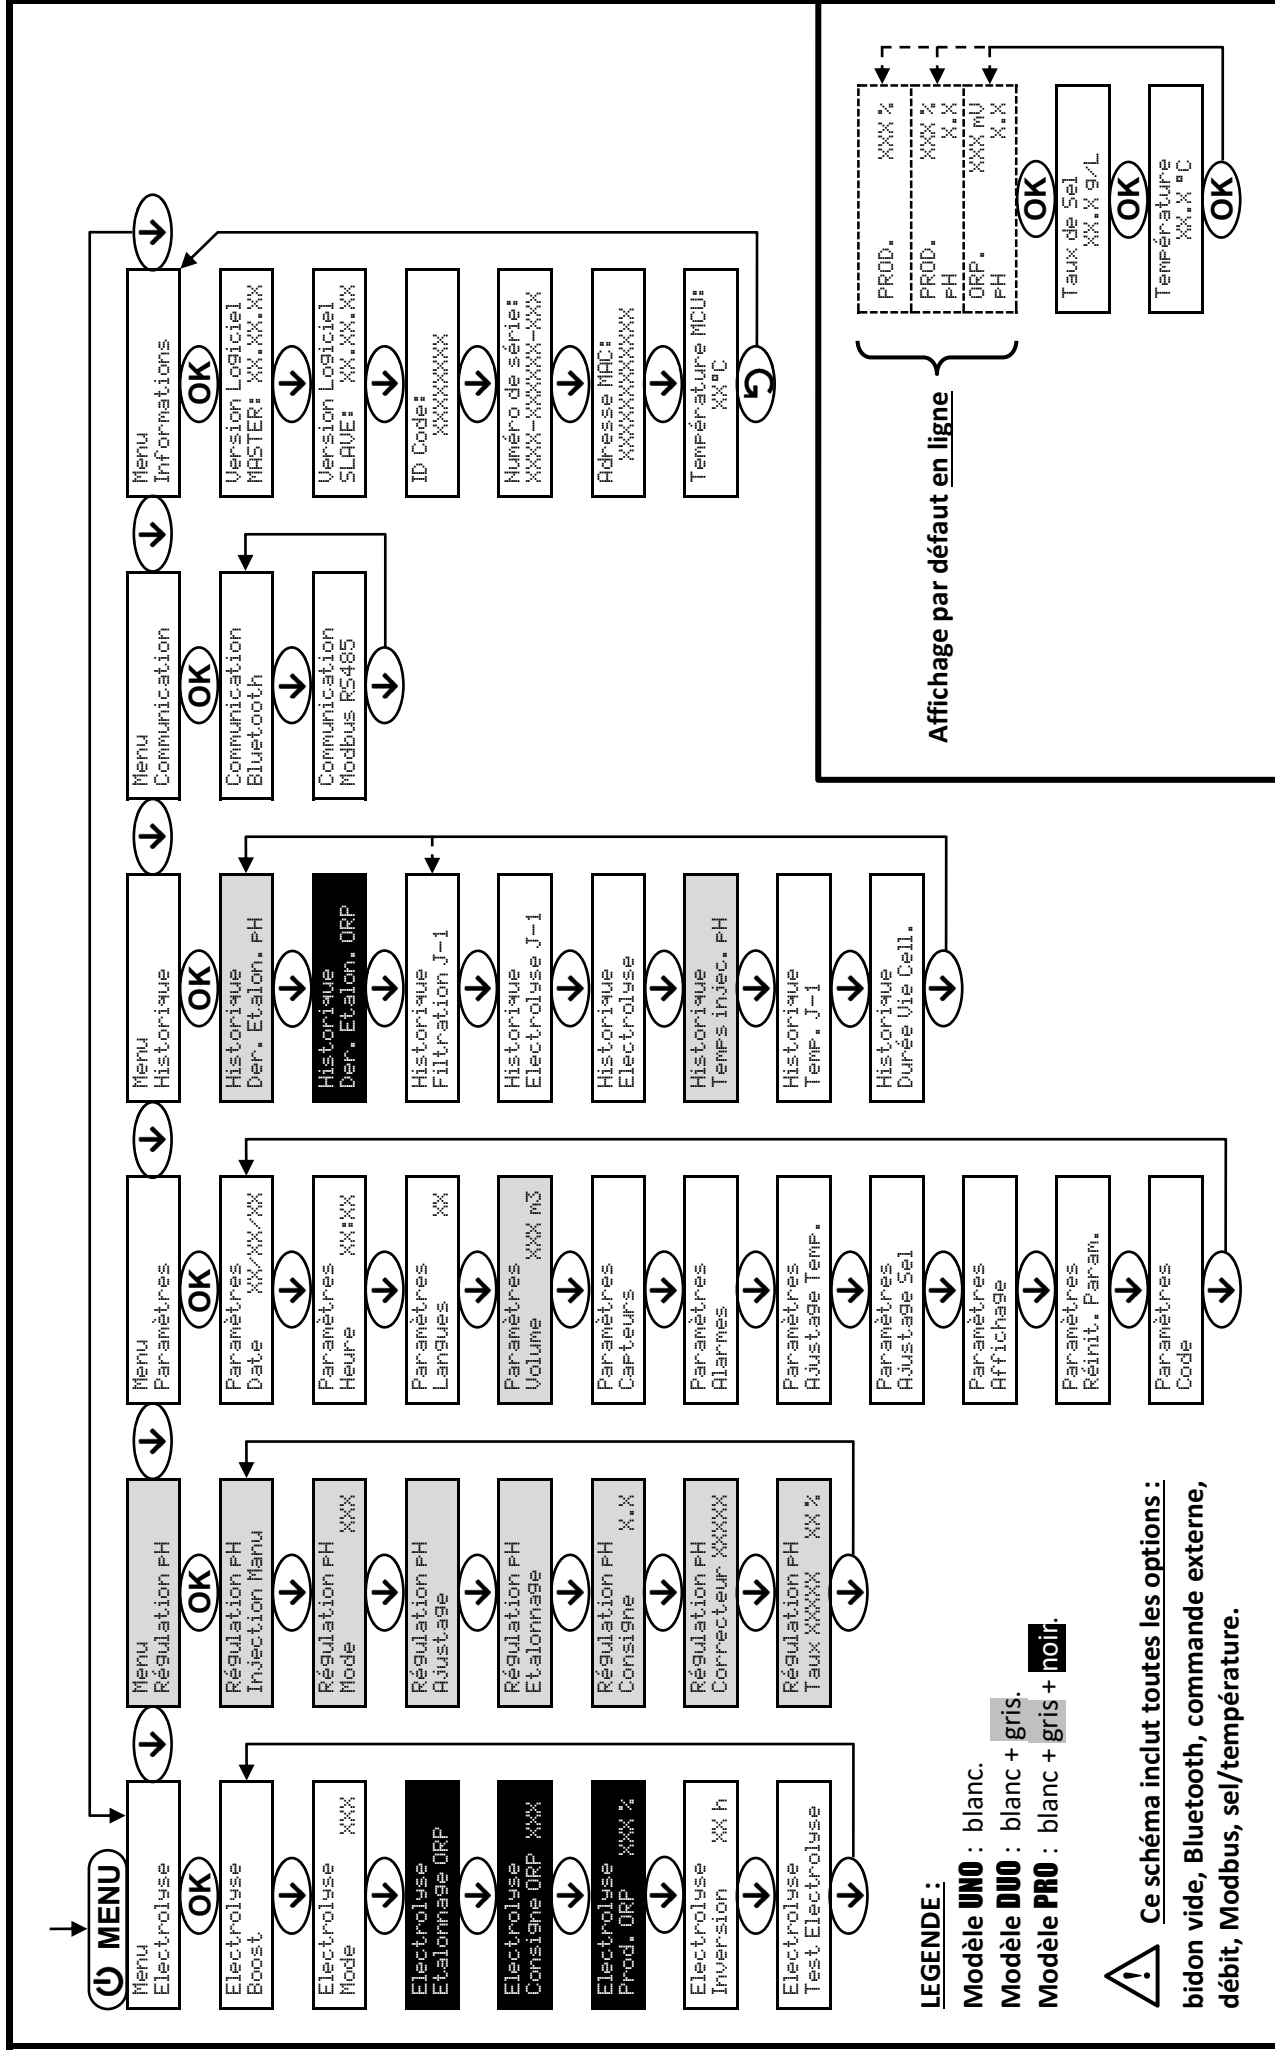 MENU
Menu
Electrolyse
OK
Electrolyse
Boost
Electrolyse
Mode XXX
Electrolyse
Etalonnage ORP
Electrolyse
Consigne ORP XXX
Electrolyse
Prod. ORP XXX %
Electrolyse
Inversion XX h
Electrolyse
Test Electrolyse
Menu
Régulation pH
OK
Régulation pH
Injection Manu
Régulation pH
Mode XXX
Régulation pH
Ajustage
Régulation pH
Etalonnage
Régulation pH
Consigne X.X
Régulation pH
Correcteur XXXXX
Régulation pH
Taux XXXXX XX %
Menu
Paramètres
OK
Paramètres
Date XX/XX/XX
Paramètres
Heure XX:XX
Paramètres
Langues XX
Paramètres
Volume XXX m3
Paramètres
Capteurs
Paramètres
Alarmes
Paramètres
Ajustage Temp.
Paramètres
Ajustage Sel
Paramètres
Affichage
Paramètres
Réinit. Param.
Paramètres
Code
Menu
Historique
OK
Historique
Der. Etalon. pH
Historique
Der. Etalon. ORP
Historique
Filtration J-1
Historique
Electrolyse J-1
Historique
Electrolyse
Historique
Temps injec. pH
Historique
Temp. J-1
Historique
Durée Vie Cell.
Menu
Communication
OK
Communication
Bluetooth
Communication
Modbus RS485
Menu
Informations
OK
Version Logiciel
MASTER: XX.XX.XX
Version Logiciel
SLAVE: XX.XX.XX
ID Code:
XXXXXXXX
Numéro de série:
XXXX-XXXXXX-XXX
Adresse MAC:
XXXXXXXXXXXX
Température MCU:
XX°C
LEGENDE :
Modèle UNO : blanc.
Modèle DUO : blanc + gris.
Modèle PRO : blanc + gris + noir.
Ce schéma inclut toutes les options :
bidon vide, Bluetooth, commande externe,
débit, Modbus, sel/température.
Affichage par défaut en ligne
PROD. XXX %
PROD. XXX %
pH X.X
ORP. XXX mV
pH X.X
OK
Taux de Sel
XX.X g/L
OK
Température
XX.X°C
OK